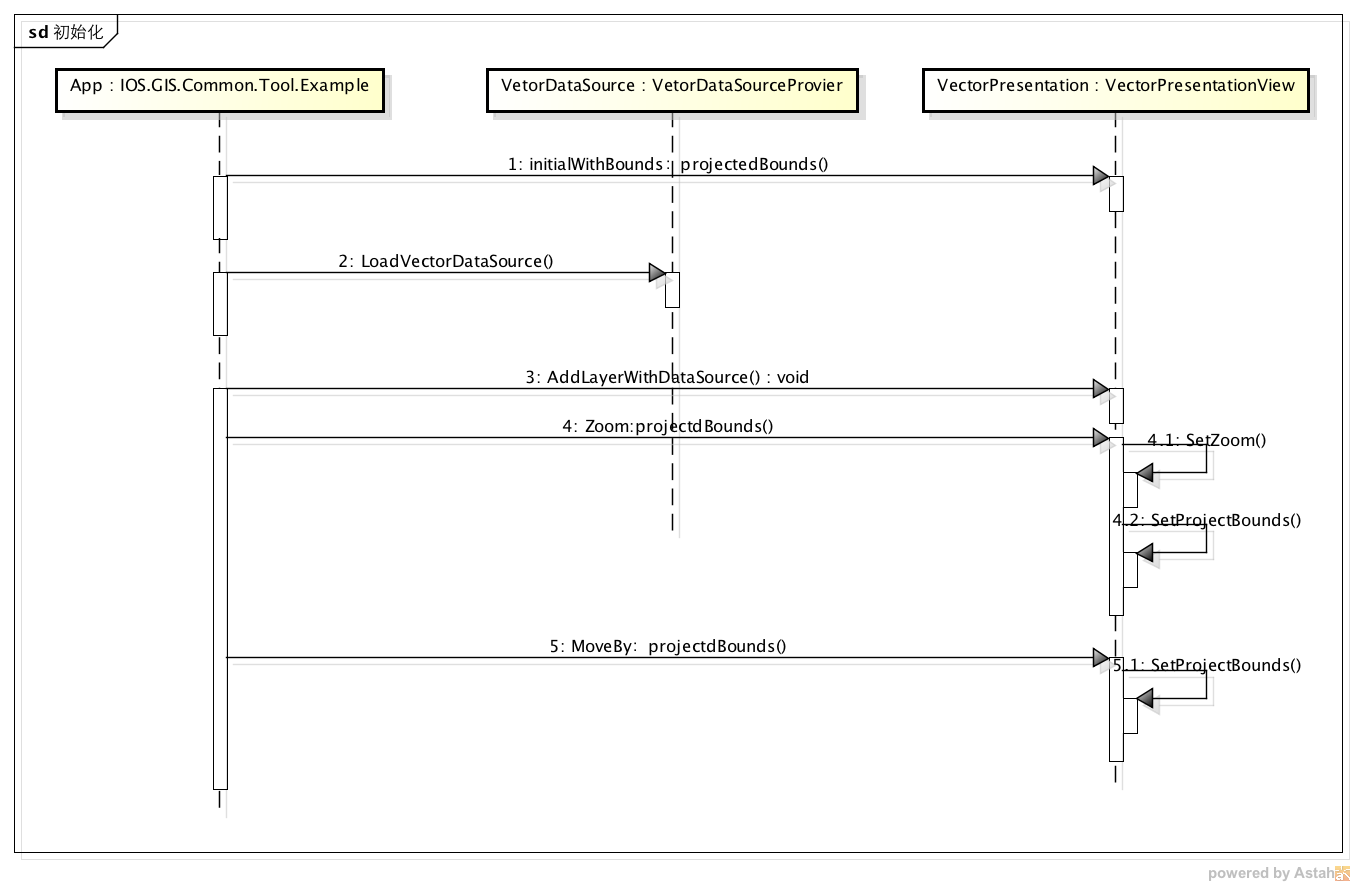 sd 初始化
App : IOS.GIS.Common.Tool.Example
VetorDataSource : VetorDataSourceProvier
VectorPresentation : VectorPresentationView
1: initialWithBounds：projectedBounds()
2: LoadVectorDataSource()
3: AddLayerWithDataSource() : void
4: Zoom:projectdBounds()
4.1: SetZoom()
4.2: SetProjectBounds()
5: MoveBy：projectdBounds()
5.1: SetProjectBounds()
powered by Astah